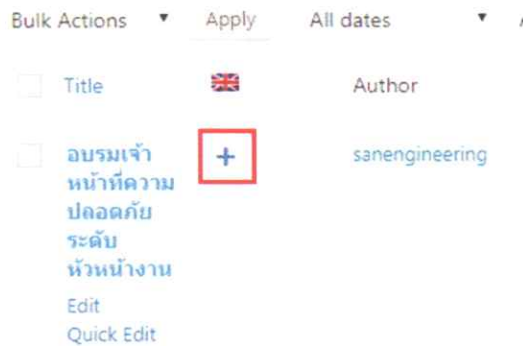 Bulk Actions ▼ Apply All dates ▼
Title Author
อบรมเจ้า + sanengineering
หน้าที่ความ
ปลอดภัย
ระดับ
หัวหน้างาน
Edit
Quick Edit